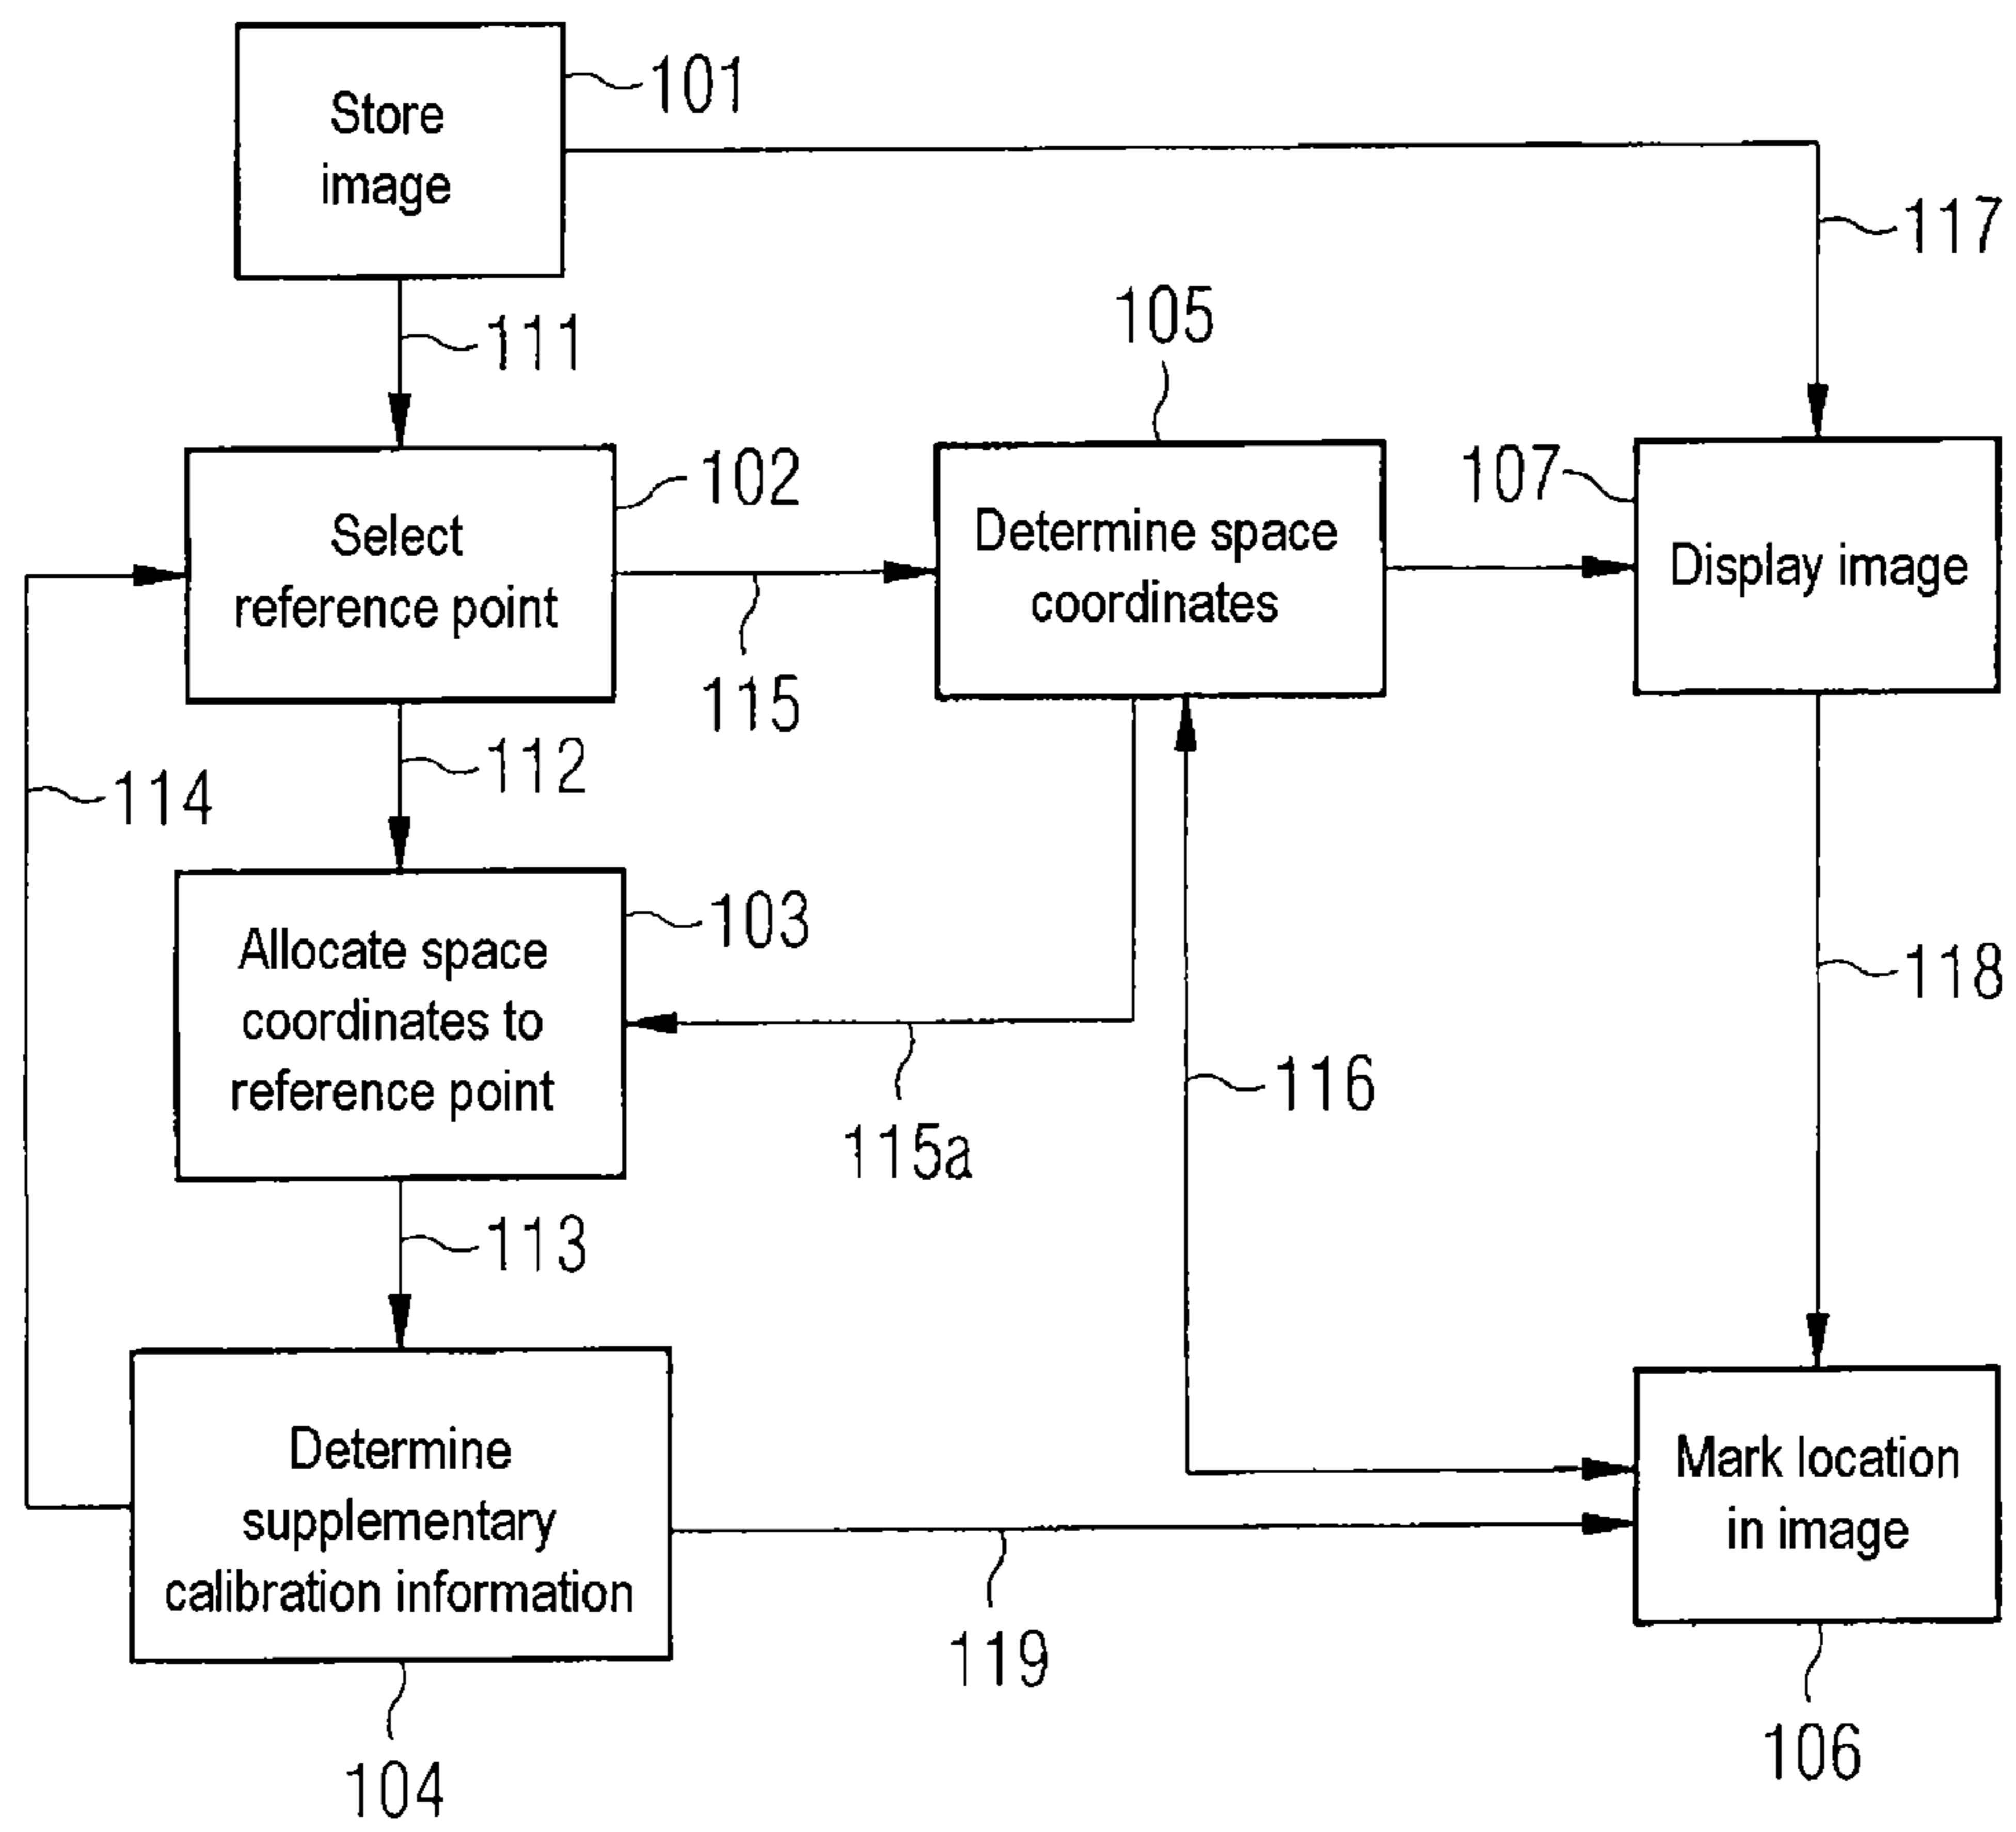 Store
image
101
117
111
105
Select
reference point
102
Determine space
coordinates
107
Display image
115
112
114
Allocate space
coordinates to
reference point
103
118
116
115a
113
Determine
supplementary
calibration information
Mark location
in image
119
104
106